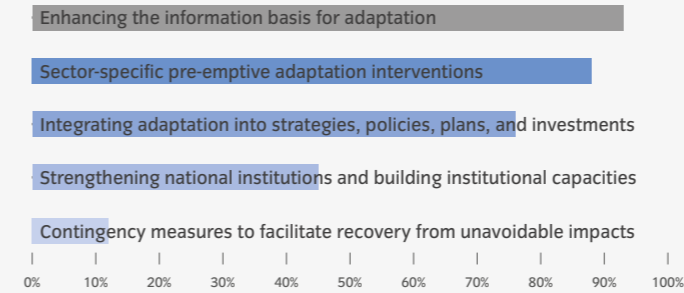 Enhancing the information basis for adaptation
Sector-specific pre-emptive adaptation interventions
Integrating adaptation into strategies, policies, plans, and investments
Strengthening national institutions and building institutional capacities
Contingency measures to facilitate recovery from unavoidable impacts
0% 10% 20% 30% 40% 50% 60% 70% 80% 90% 100%